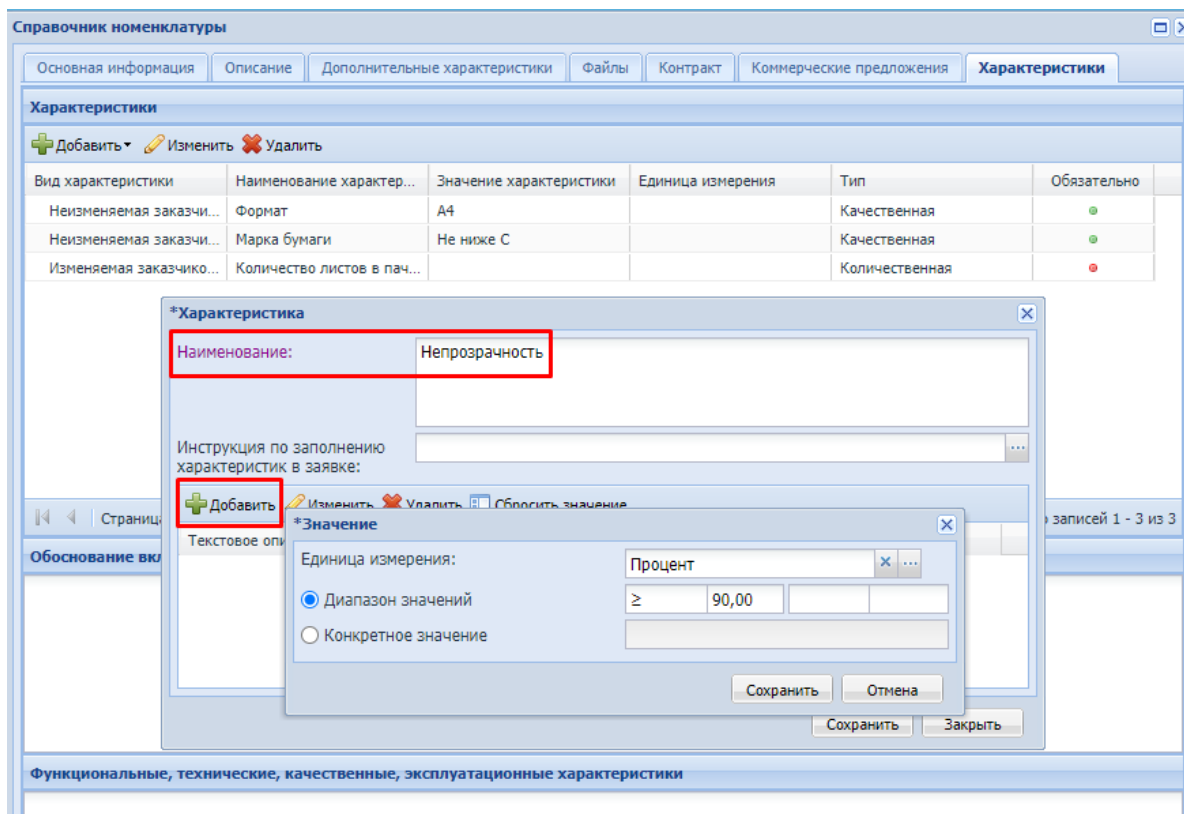 Справочник номенклатуры
Основная информация Описание Дополнительные характеристики Файлы Контракт Коммерческие предложения Характеристики
Характеристики
Добавить Изменить Удалить
Вид характеристики Наименование характер... Значение характеристики Единица измерения Тип Обязательно
Неизменяемая заказчи... Формат А4 Качественная
Неизменяемая заказчи... Марка бумаги Не ниже С Качественная
Изменяемая заказчико... Количество листов в пач... Количественная
*Характеристика
Наименование: Непрозрачность
Инструкция по заполнению
характеристик в заявке:
Добавить Изменить Удалить Сбросить значение
Страниц записей 1 - 3 из 3
Текстовое опи
*Значение
Обоснование вкл
Единица измерения: Процент
Диапазон значений ≥ 90,00
Конкретное значение
Сохранить Отмена
Сохранить Закрыть
Функциональные, технические, качественные, эксплуатационные характеристики